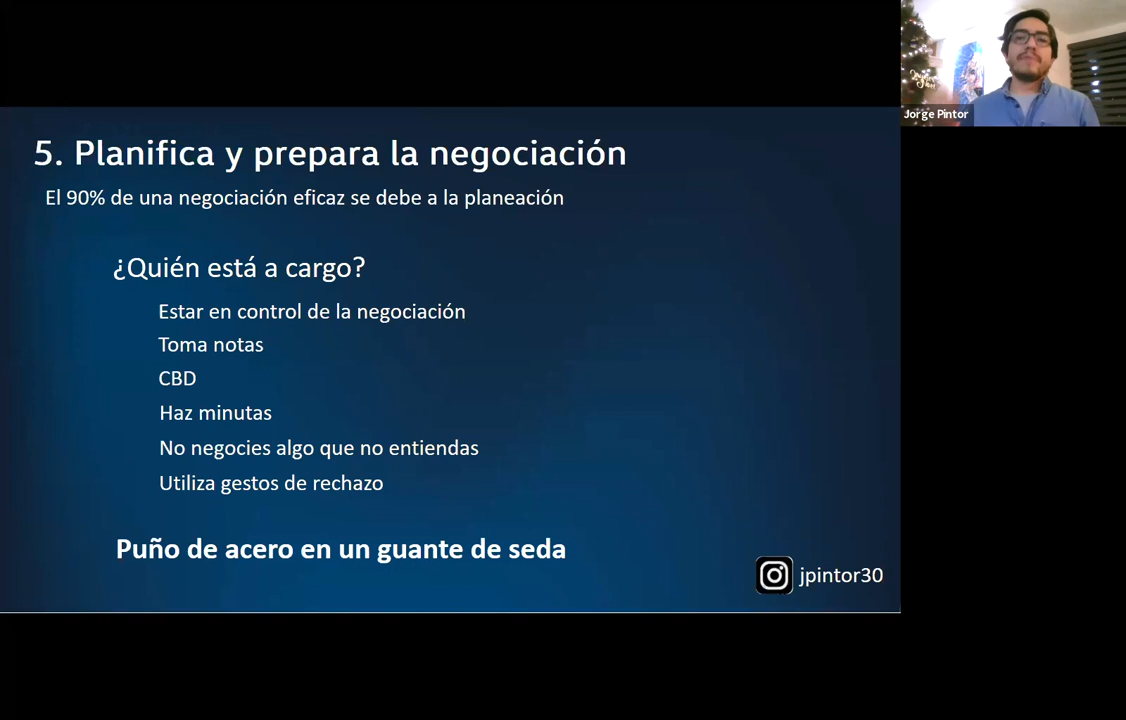 Jorge Pintor
5. Planifica y prepara la negociación
El 90% de una negociación eficaz se debe a la planeación
¿Quién está a cargo?
Estar en control de la negociación
Toma notas
CBD
Haz minutas
No negocies algo que no entiendas
Utiliza gestos de rechazo
Puño de acero en un guante de seda
jpintor30